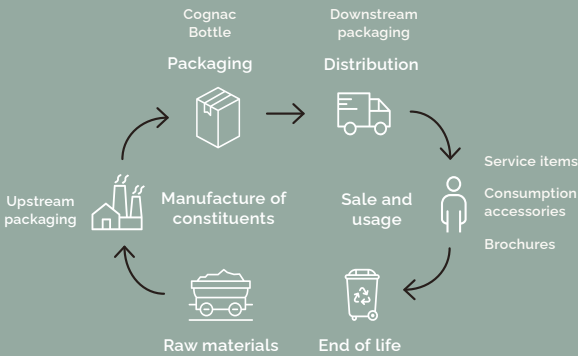 Cognac
Bottle
Packaging
Downstream
packaging
Distribution
Service items
Consumption
accessories
Brochures
Sale and
usage
Manufacture of
constituents
Upstream
packaging
Raw materials
End of life